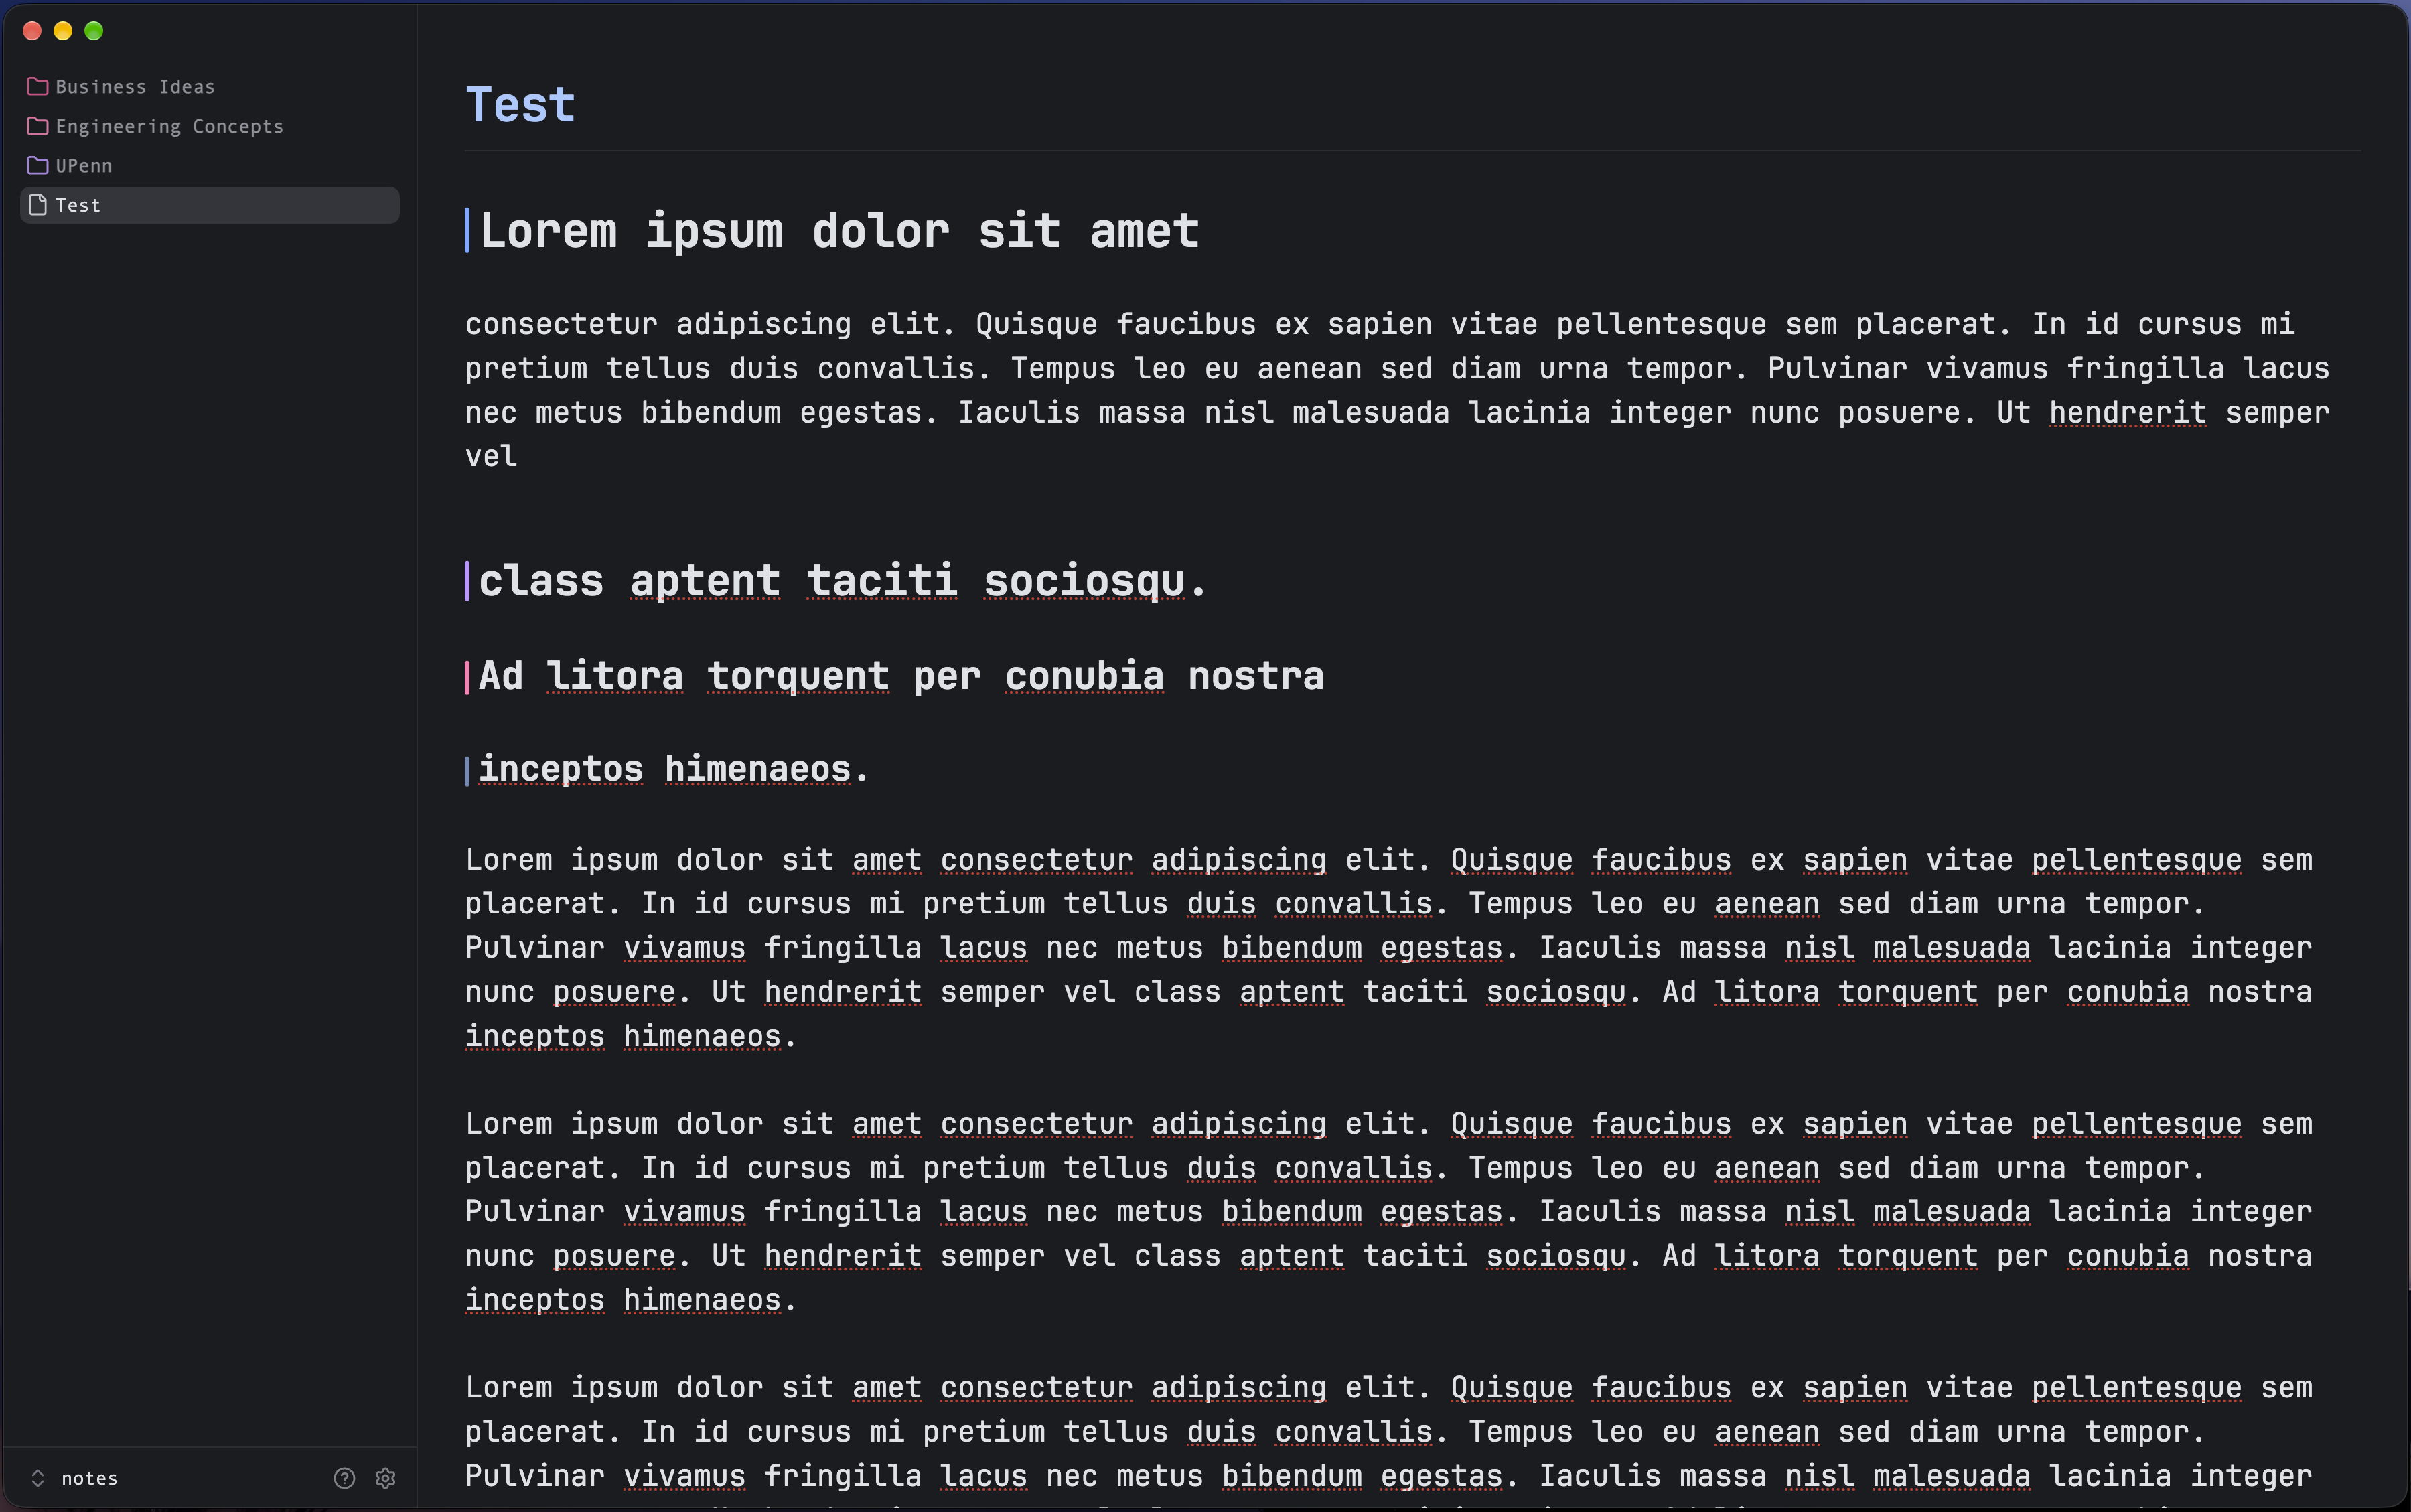 Business Ideas
Engineering Concepts
UPenn
Test
Test
Lorem ipsum dolor sit amet
consectetur adipiscing elit. Quisque faucibus ex sapien vitae pellentesque sem placerat. In id cursus mi
pretium tellus duis convallis. Tempus leo eu aenean sed diam urna tempor. Pulvinar vivamus fringilla lacus
nec metus bibendum egestas. Iaculis massa nisl malesuada lacinia integer nunc posuere. Ut hendrerit semper
vel
class aptent taciti sociosqu.
Ad litora torquent per conubia nostra
inceptos himenaeos.
Lorem ipsum dolor sit amet consectetur adipiscing elit. Quisque faucibus ex sapien vitae pellentesque sem
placerat. In id cursus mi pretium tellus duis convallis. Tempus leo eu aenean sed diam urna tempor.
Pulvinar vivamus fringilla lacus nec metus bibendum egestas. Iaculis massa nisl malesuada lacinia integer
nunc posuere. Ut hendrerit semper vel class aptent taciti sociosqu. Ad litora torquent per conubia nostra
inceptos himenaeos.
Lorem ipsum dolor sit amet consectetur adipiscing elit. Quisque faucibus ex sapien vitae pellentesque sem
placerat. In id cursus mi pretium tellus duis convallis. Tempus leo eu aenean sed diam urna tempor.
Pulvinar vivamus fringilla lacus nec metus bibendum egestas. Iaculis massa nisl malesuada lacinia integer
nunc posuere. Ut hendrerit semper vel class aptent taciti sociosqu. Ad litora torquent per conubia nostra
inceptos himenaeos.
Lorem ipsum dolor sit amet consectetur adipiscing elit. Quisque faucibus ex sapien vitae pellentesque sem
placerat. In id cursus mi pretium tellus duis convallis. Tempus leo eu aenean sed diam urna tempor.
Pulvinar vivamus fringilla lacus nec metus bibendum egestas. Iaculis massa nisl malesuada lacinia integer
notes